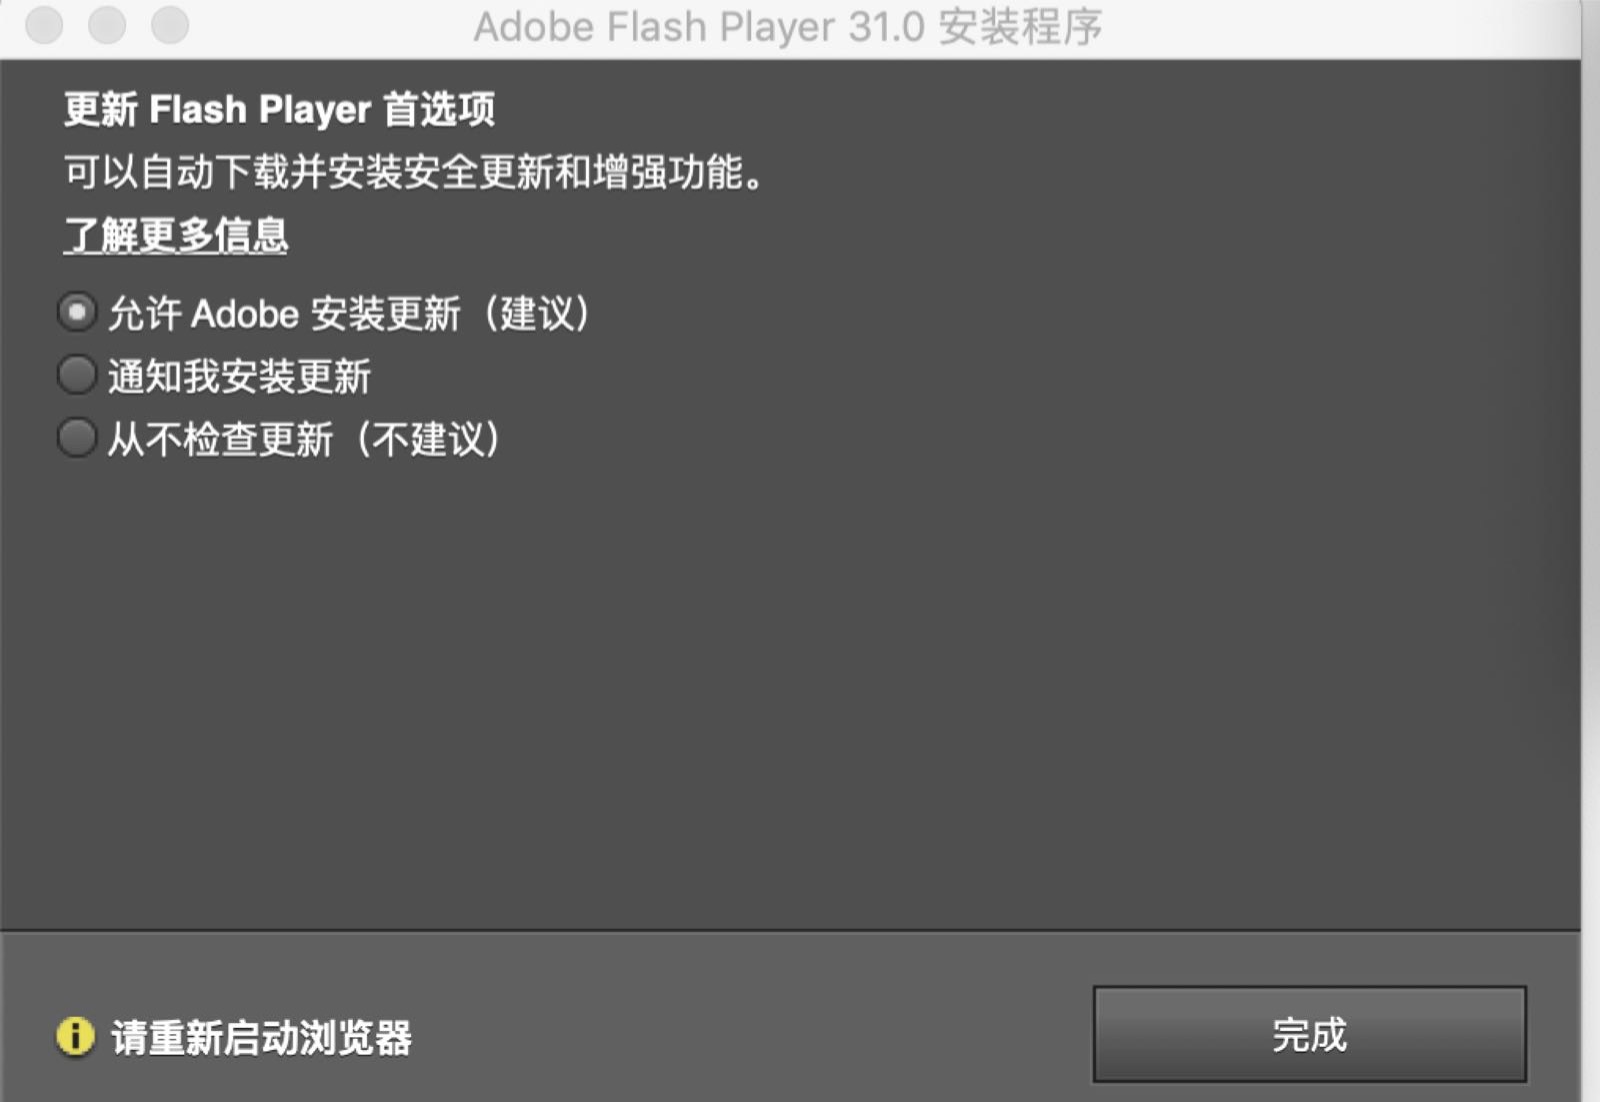 Adobe Flash Player 31.0 安装程序
更新 Flash Player 首选项
可以自动下载并安装安全更新和增强功能。
了解更多信息
允许 Adobe 安装更新（建议）
通知我安装更新
从不检查更新（不建议）
请重新启动浏览器
完成